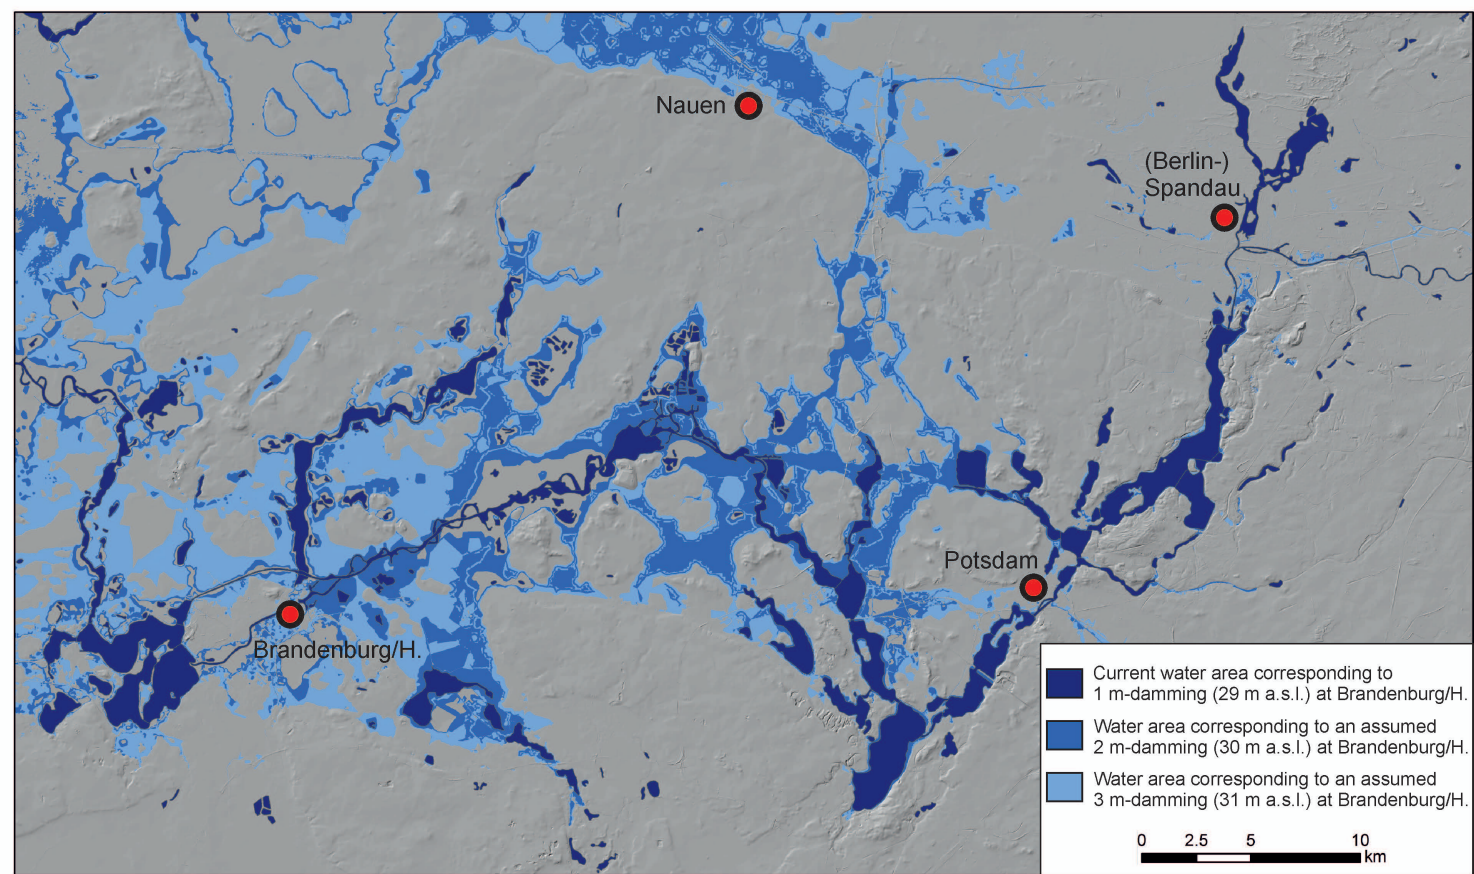 Nauen
(Berlin-)
Spandau
Potsdam
Brandenburg/H.
Current water area corresponding to
1 m-damming (29 m a.s.l.) at Brandenburg/H.
Water area corresponding to an assumed
2 m-damming (30 m a.s.l.) at Brandenburg/H.
Water area corresponding to an assumed
3 m-damming (31 m a.s.l.) at Brandenburg/H.
0 2.5 5 10
km